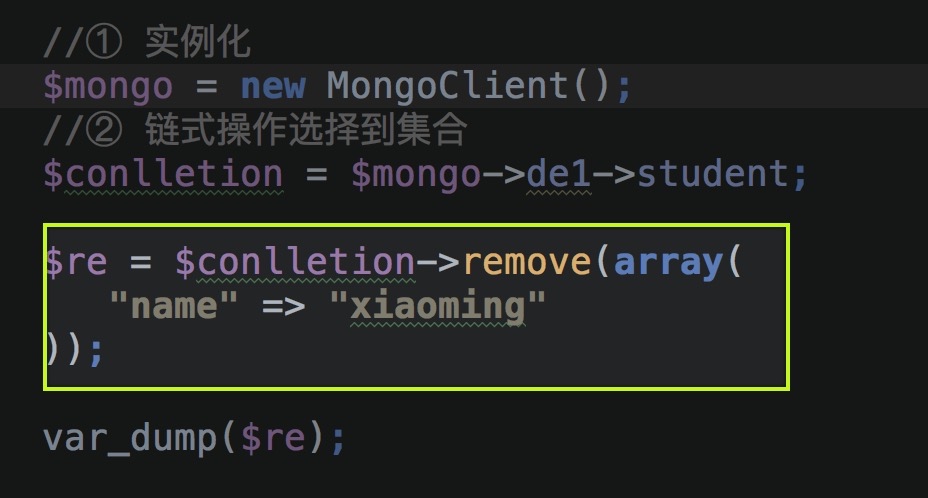 //① 实例化
$mongo = new MongoClient();
//② 链式操作选择到集合
$conlletion = $mongo->de1->student;
$re = $conlletion->remove(array(
"name" => "xiaoming"
));
var_dump($re);